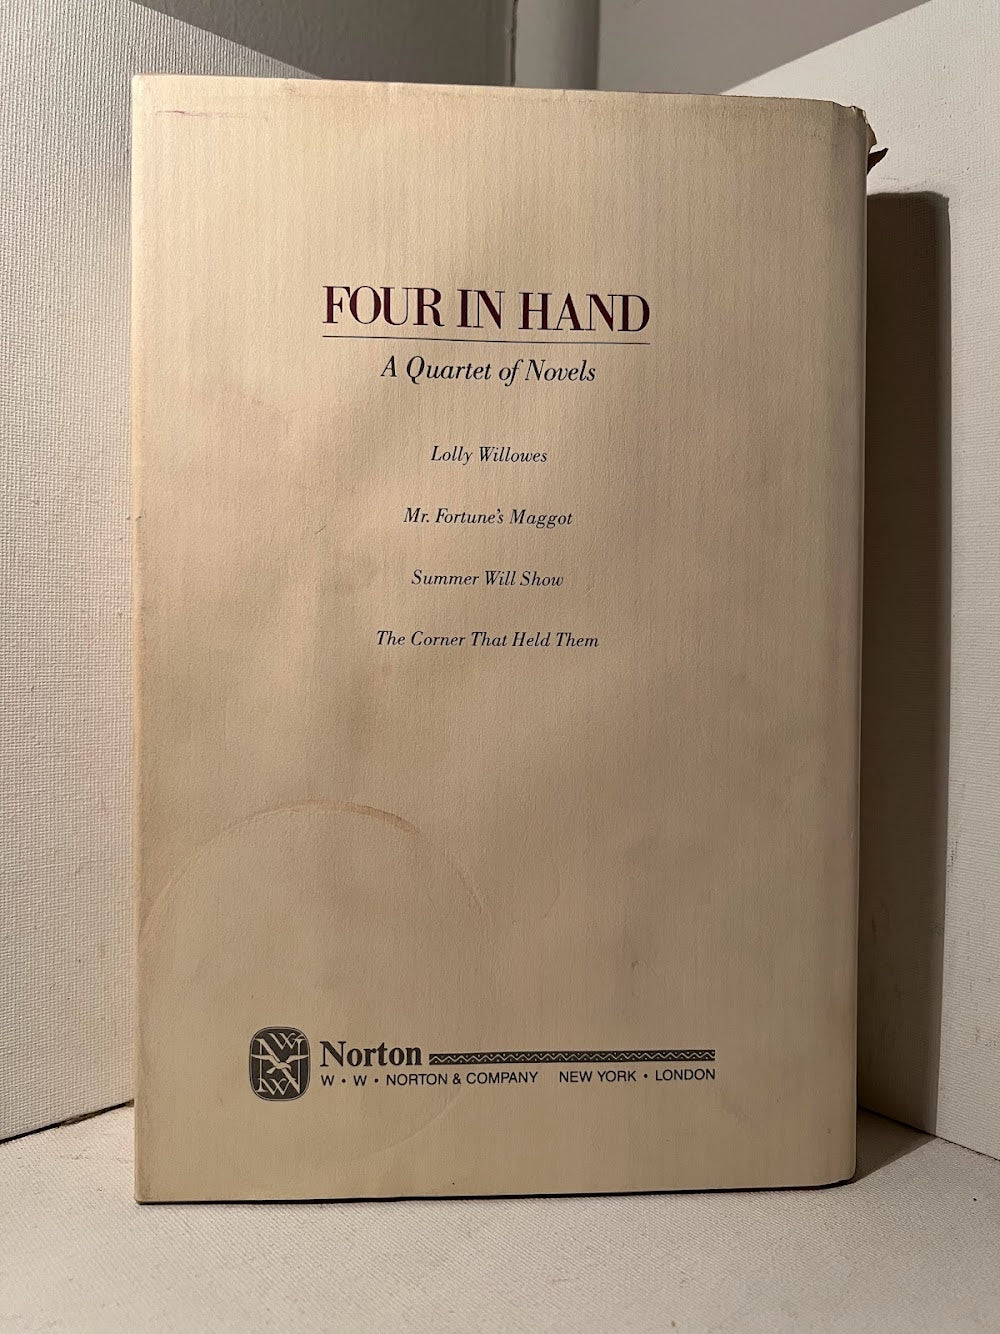 FOUR IN HAND
A Quartet of Novels
Lolly Willowes
Mr. Fortune's Maggot
Summer Will Show
The Corner That Held Them
Norton
W • W • NORTON & COMPANY NEW YORK • LONDON